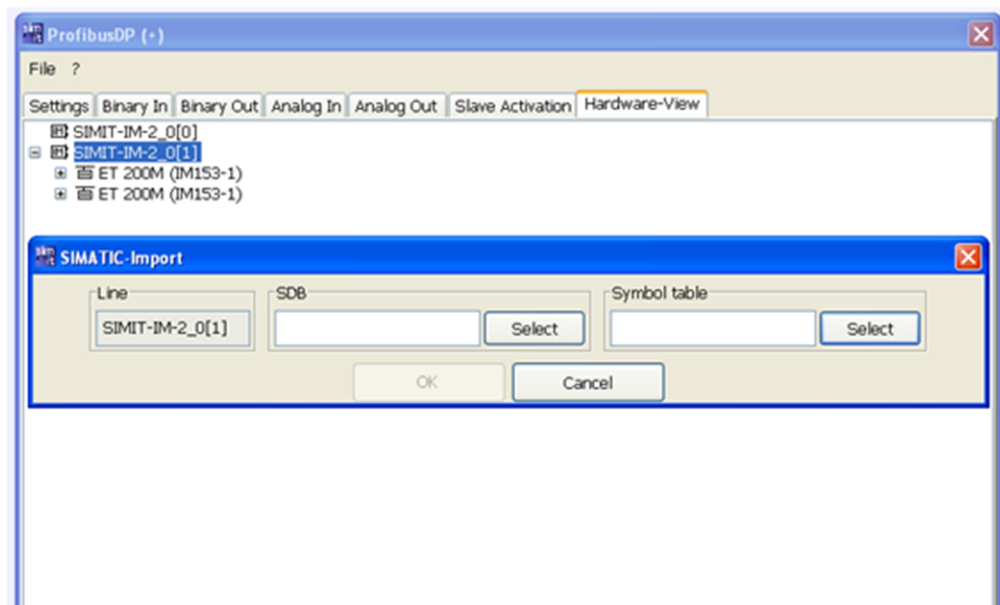 ProfibusDP (+)
File ?
Settings Binary In Binary Out Analog In Analog Out Slave Activation Hardware-View
SIMIT-IM-2_0[0]
SIMIT-IM-2_0[1]
ET 200M (IM153-1)
ET 200M (IM153-1)
SIMATIC-Import
Line SDB Symbol table
SIMIT-IM-2_0[1] Select Select
OK Cancel